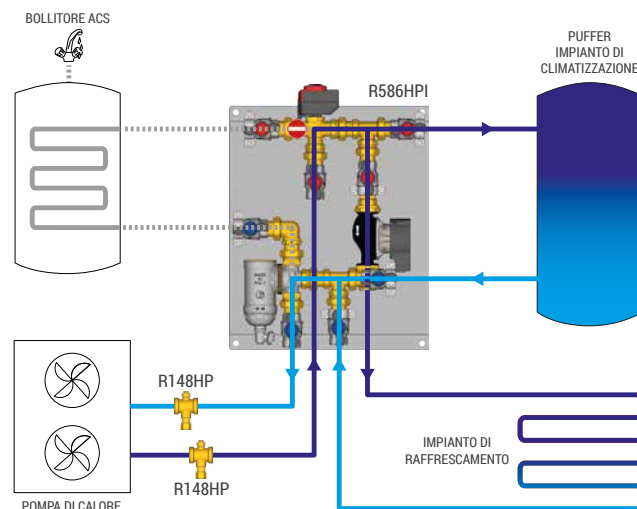 BOLLITORE ACS
PUFFER
IMPIANTO DI
CLIMATIZZAZIONE
R586HPI
R148HP
R148HP
IMPIANTO DI
RAFFRESCAMENTO
POMPA DI CALORE